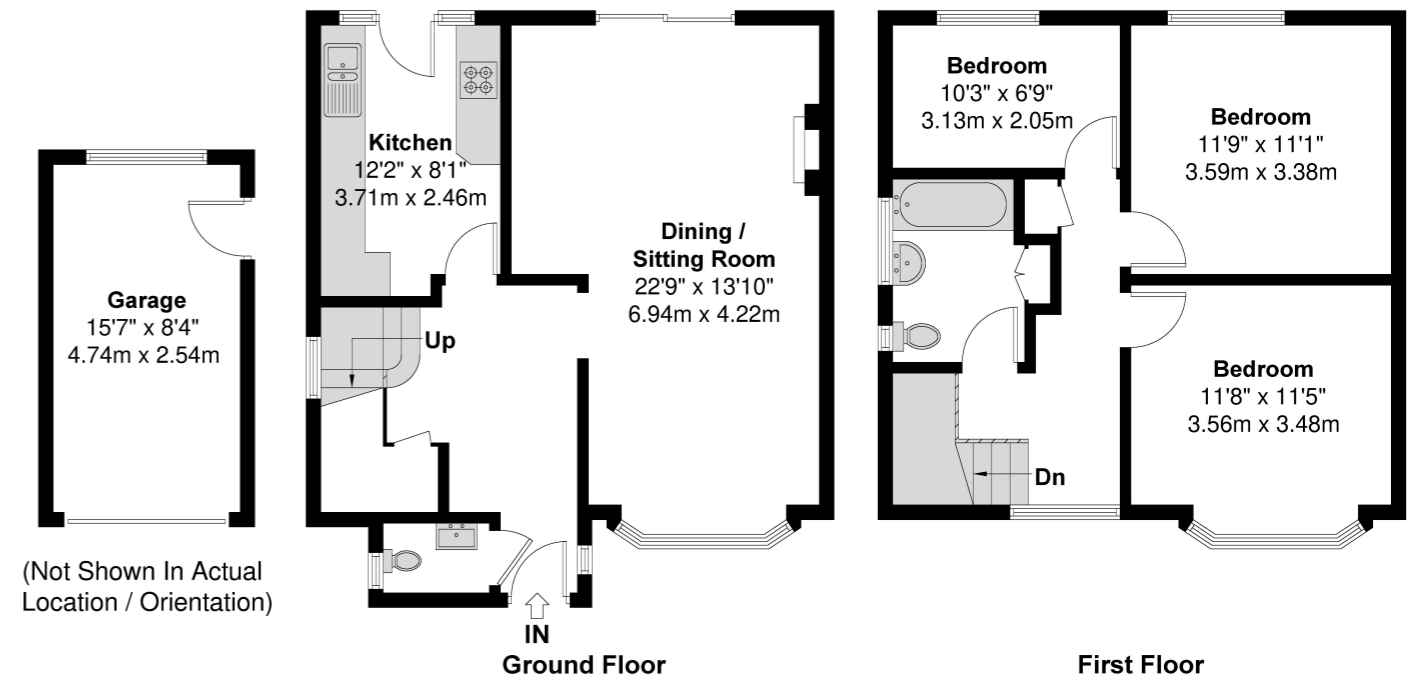 Kitchen
12'2" x 8'1"
3.71m x 2.46m
Dining /
Sitting Room
22'9" x 13'10"
6.94m x 4.22m
Up
IN
Ground Floor
Garage
15'7" x 8'4"
4.74m x 2.54m
(Not Shown In Actual
Location / Orientation)
Bedroom
10'3" x 6'9"
3.13m x 2.05m
Bedroom
11'9" x 11'1"
3.59m x 3.38m
Bedroom
11'8" x 11'5"
3.56m x 3.48m
Dn
First Floor